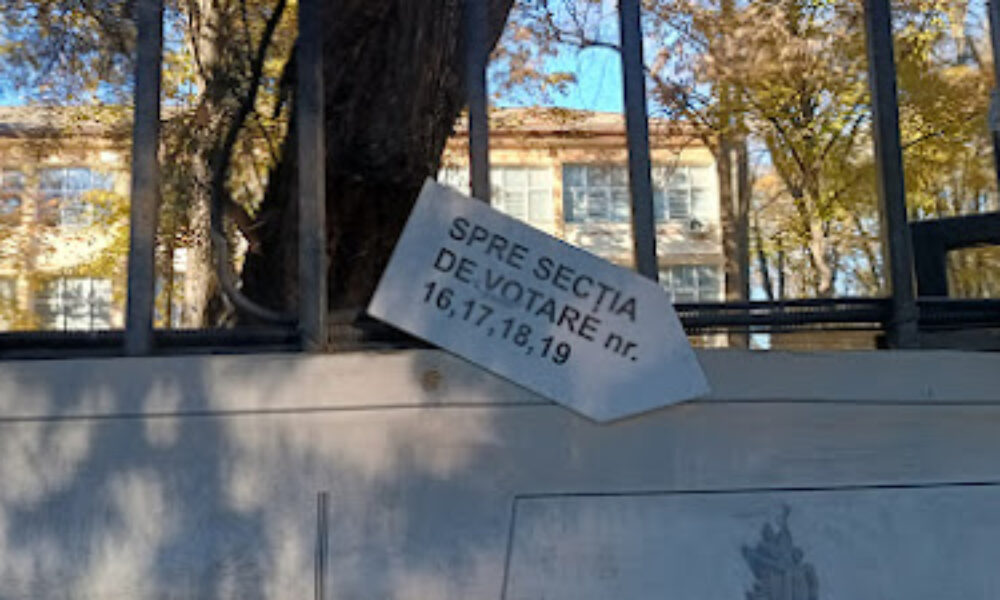 SPRE SECȚIA
DE VOTARE nr.
16,17,18,19